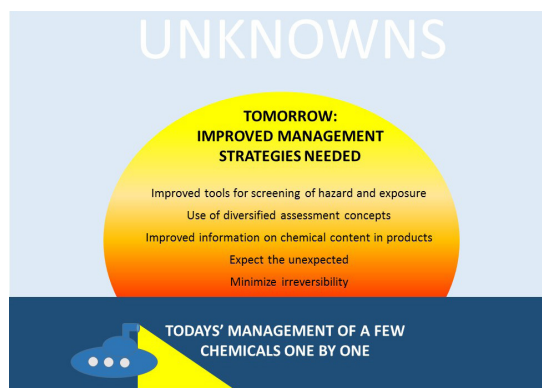 UNKNOWNS
TOMORROW:
IMPROVED MANAGEMENT
STRATEGIES NEEDED
Improved tools for screening of hazard and exposure
Use of diversified assessment concepts
Improved information on chemical content in products
Expect the unexpected
Minimize irreversibility
TODAYS' MANAGEMENT OF A FEW
CHEMICALS ONE BY ONE